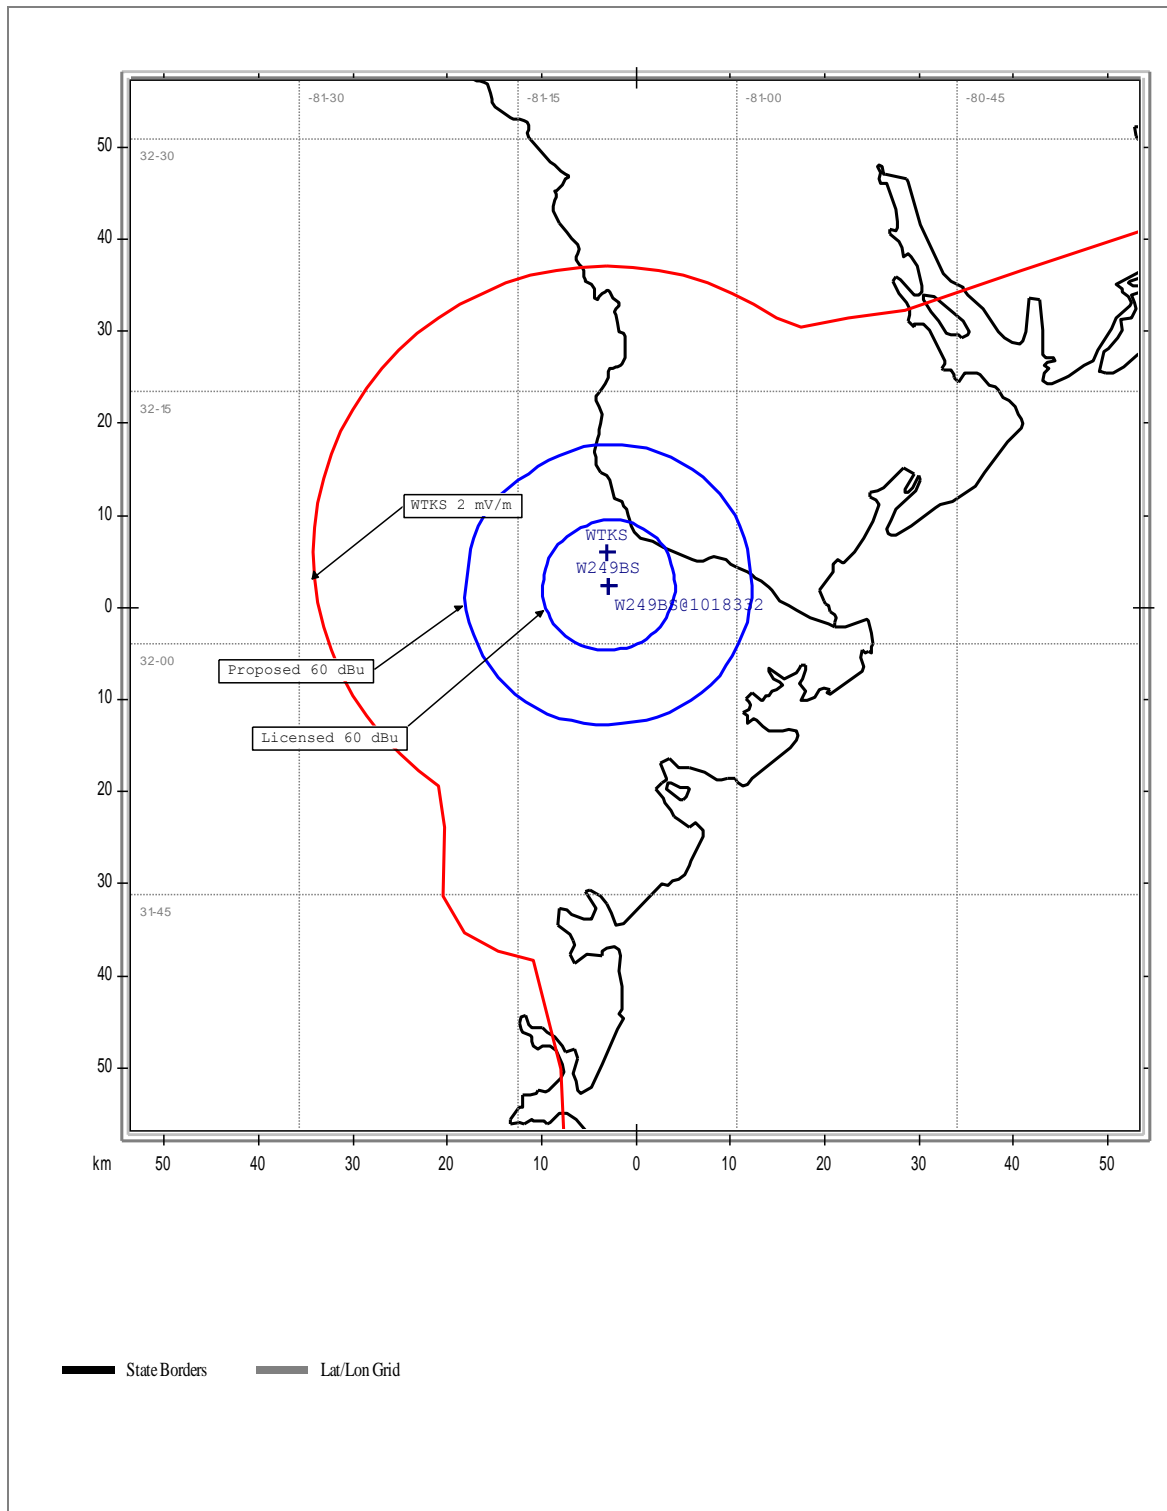 -81-30 -81-15 -81-00 -80-45
50
32-30
40
30
32-15
20
WTKS 2 mV/m
10
WTKS
W249BS
0
W249BS@1018332
32-00
Proposed 60 dBu
10
Licensed 60 dBu
20
30
31-45
40
50
km 50 40 30 20 10 0 10 20 30 40 50
State Borders Lat/Lon Grid